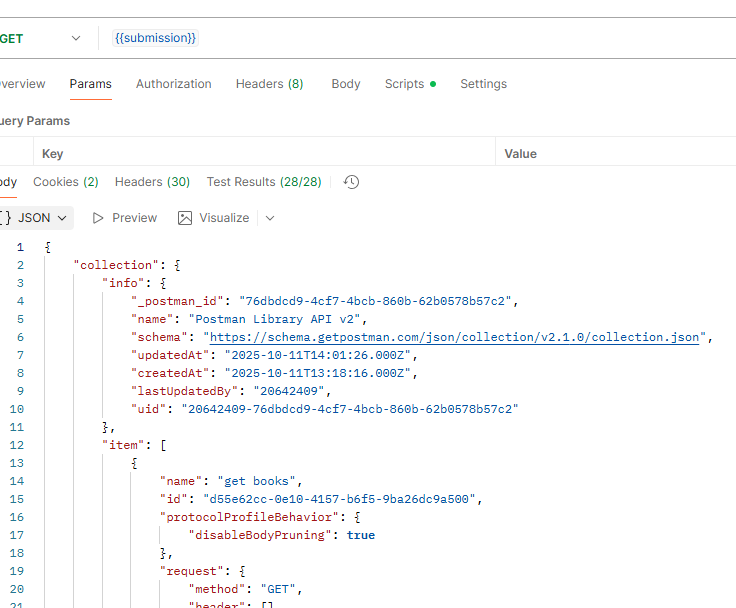 GET {{submission}}
verview Params Authorization Headers (8) Body Scripts Settings
uery Params
Key Value
ody Cookies (2) Headers (30) Test Results (28/28)
{} JSON Preview Visualize
1 {
2 "collection": {
3 "info": {
4 "_postman_id": "76dbdcd9-4cf7-4bcb-860b-62b0578b57c2",
5 "name": "Postman Library API v2",
6 "schema": "https://schema.getpostman.com/json/collection/v2.1.0/collection.json",
7 "updatedAt": "2025-10-11T14:01:26.000Z",
8 "createdAt": "2025-10-11T13:18:16.000Z",
9 "lastUpdatedBy": "20642409",
10 "uid": "20642409-76dbdcd9-4cf7-4bcb-860b-62b0578b57c2"
11 },
12 "item": [
13 {
14 "name": "get books",
15 "id": "d55e62cc-0e10-4157-b6f5-9ba26dc9a500",
16 "protocolProfileBehavior": {
17 "disableBodyPruning": true
18 },
19 "request": {
20 "method": "GET",
21 "header": [